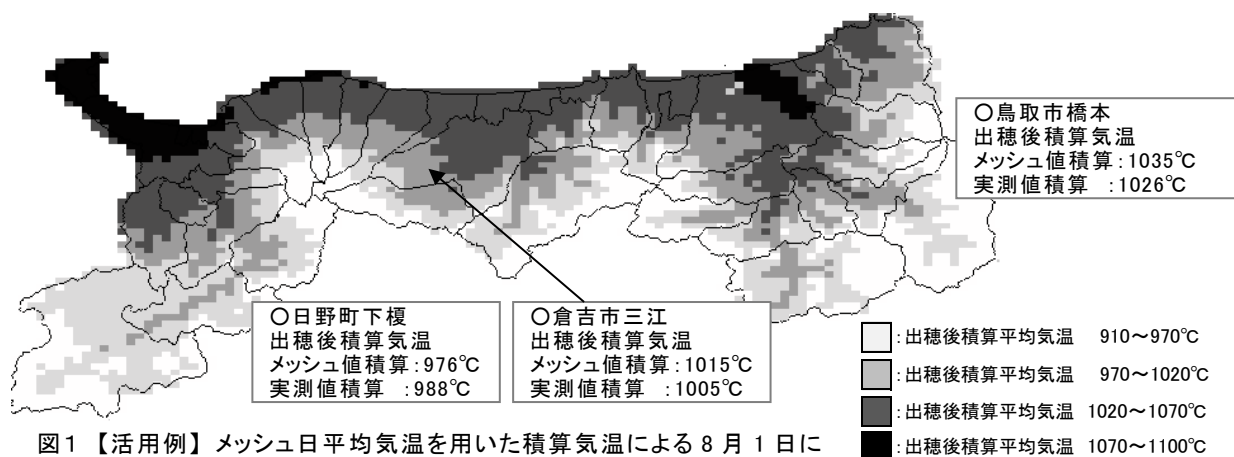 ○鳥取市橋本
出穂後積算気温
メッシュ値積算：1035℃
実測値積算　：1026℃
○日野町下榎
出穂後積算気温
メッシュ値積算：976℃
実測値積算　：988℃
○倉吉市三江
出穂後積算気温
メッシュ値積算：1015℃
実測値積算　：1005℃
：出穂後積算平均気温　910～970℃
：出穂後積算平均気温　970～1020℃
：出穂後積算平均気温　1020～1070℃
：出穂後積算平均気温　1070～1100℃
図1 【活用例】メッシュ日平均気温を用いた積算気温による8月1日に